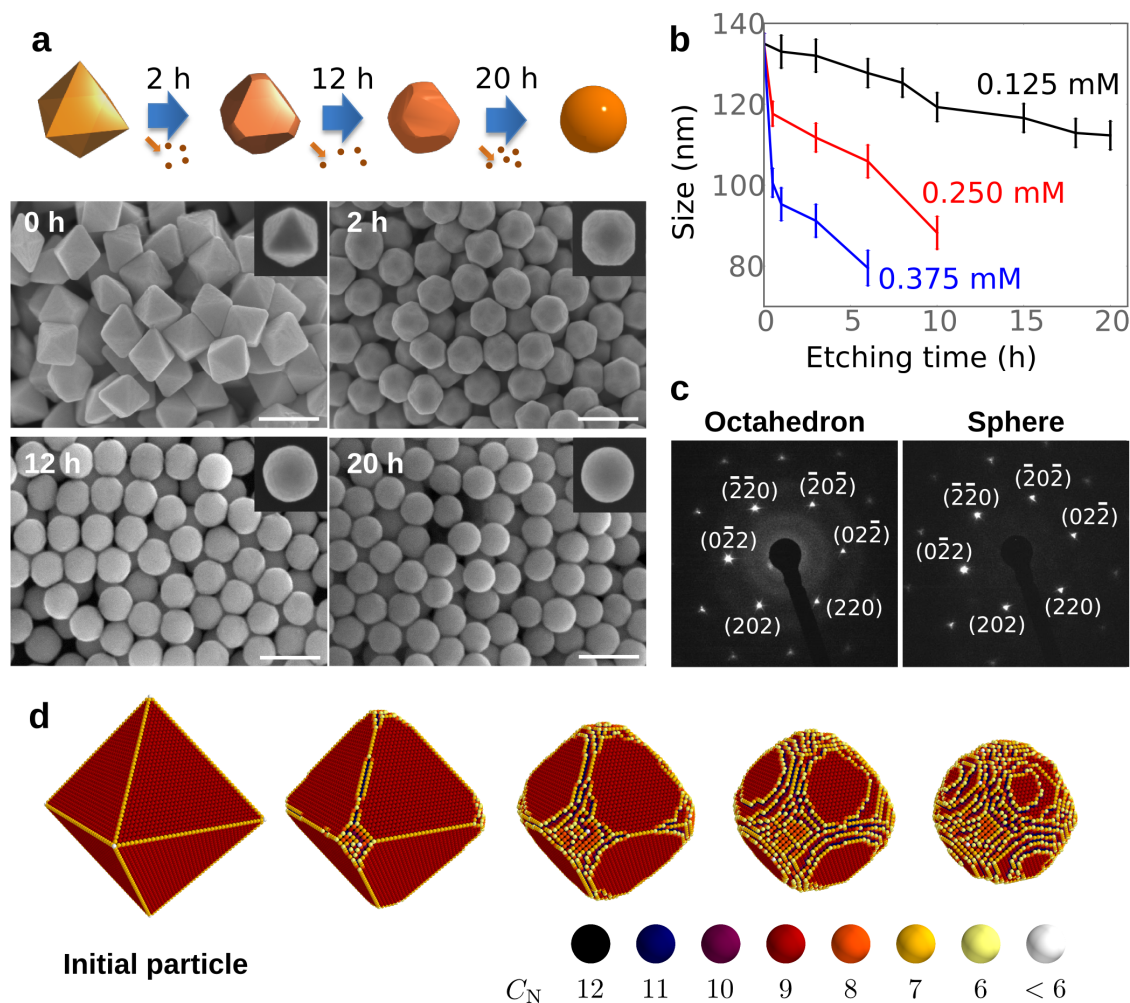 a
2 h
12 h
20 h
0 h
2 h
12 h
20 h
b
140
120
100
80
Size (nm)
0.125 mM
0.250 mM
0.375 mM
0
5
10
15
20
Etching time (h)
c
Octahedron
Sphere
(2̅2̅0)
(2̅02̅)
(02̅2)
(022̅)
(202)
(220)
(2̅2̅0)
(2̅02̅)
(02̅2)
(022̅)
(202)
(220)
d
Initial particle
C_N 12 11 10 9 8 7 6 < 6